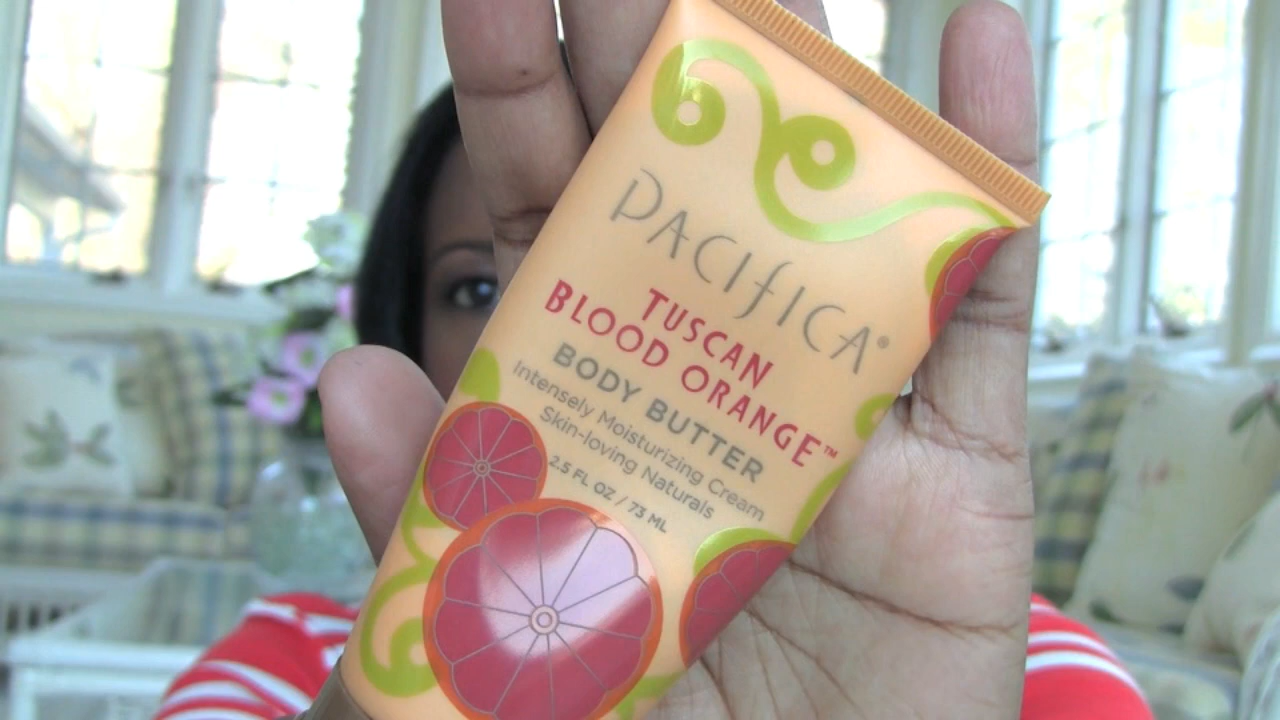 PACIFICA®
TUSCAN
BLOOD ORANGE™
BODY BUTTER
Intensely Moisturizing Cream
Skin-loving Naturals
2.5 FL OZ / 73 ML